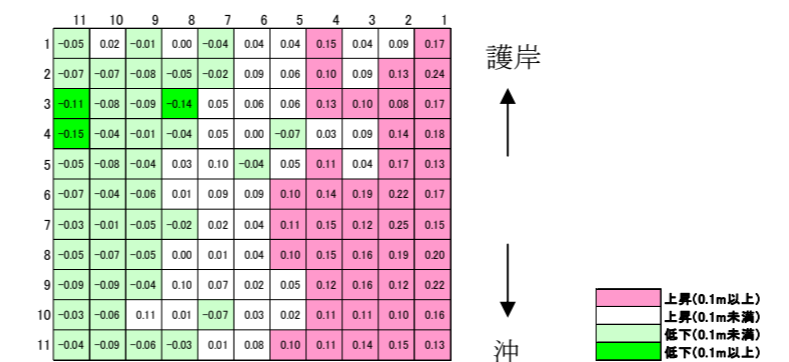 11 10 9 8 7 6 5 4 3 2 1
1 -0.05 0.02 -0.01 0.00 -0.04 0.04 0.04 0.15 0.04 0.09 0.17
護岸
2 -0.07 -0.07 -0.08 -0.05 -0.02 0.09 0.06 0.10 0.09 0.13 0.24
3 -0.11 -0.08 -0.09 -0.14 0.05 0.06 0.06 0.13 0.10 0.08 0.17
4 -0.15 -0.04 -0.01 -0.04 0.05 0.00 -0.07 0.03 0.09 0.14 0.18
5 -0.05 -0.08 -0.04 0.03 0.10 -0.04 0.05 0.11 0.04 0.17 0.13
6 -0.07 -0.04 -0.06 0.01 0.09 0.09 0.10 0.14 0.19 0.22 0.17
7 -0.03 -0.01 -0.05 -0.02 0.02 0.04 0.11 0.15 0.12 0.25 0.15
8 -0.05 -0.07 -0.05 0.00 0.01 0.04 0.10 0.15 0.16 0.19 0.20
9 -0.09 -0.09 -0.04 0.10 0.07 0.02 0.05 0.12 0.16 0.12 0.22
10 -0.03 -0.06 0.11 0.01 -0.07 0.03 0.02 0.11 0.11 0.10 0.16
11 -0.04 -0.09 -0.06 -0.03 0.01 0.08 0.10 0.11 0.14 0.15 0.13
沖
上昇(0.1m以上)
上昇(0.1m未満)
低下(0.1m未満)
低下(0.1m以上)